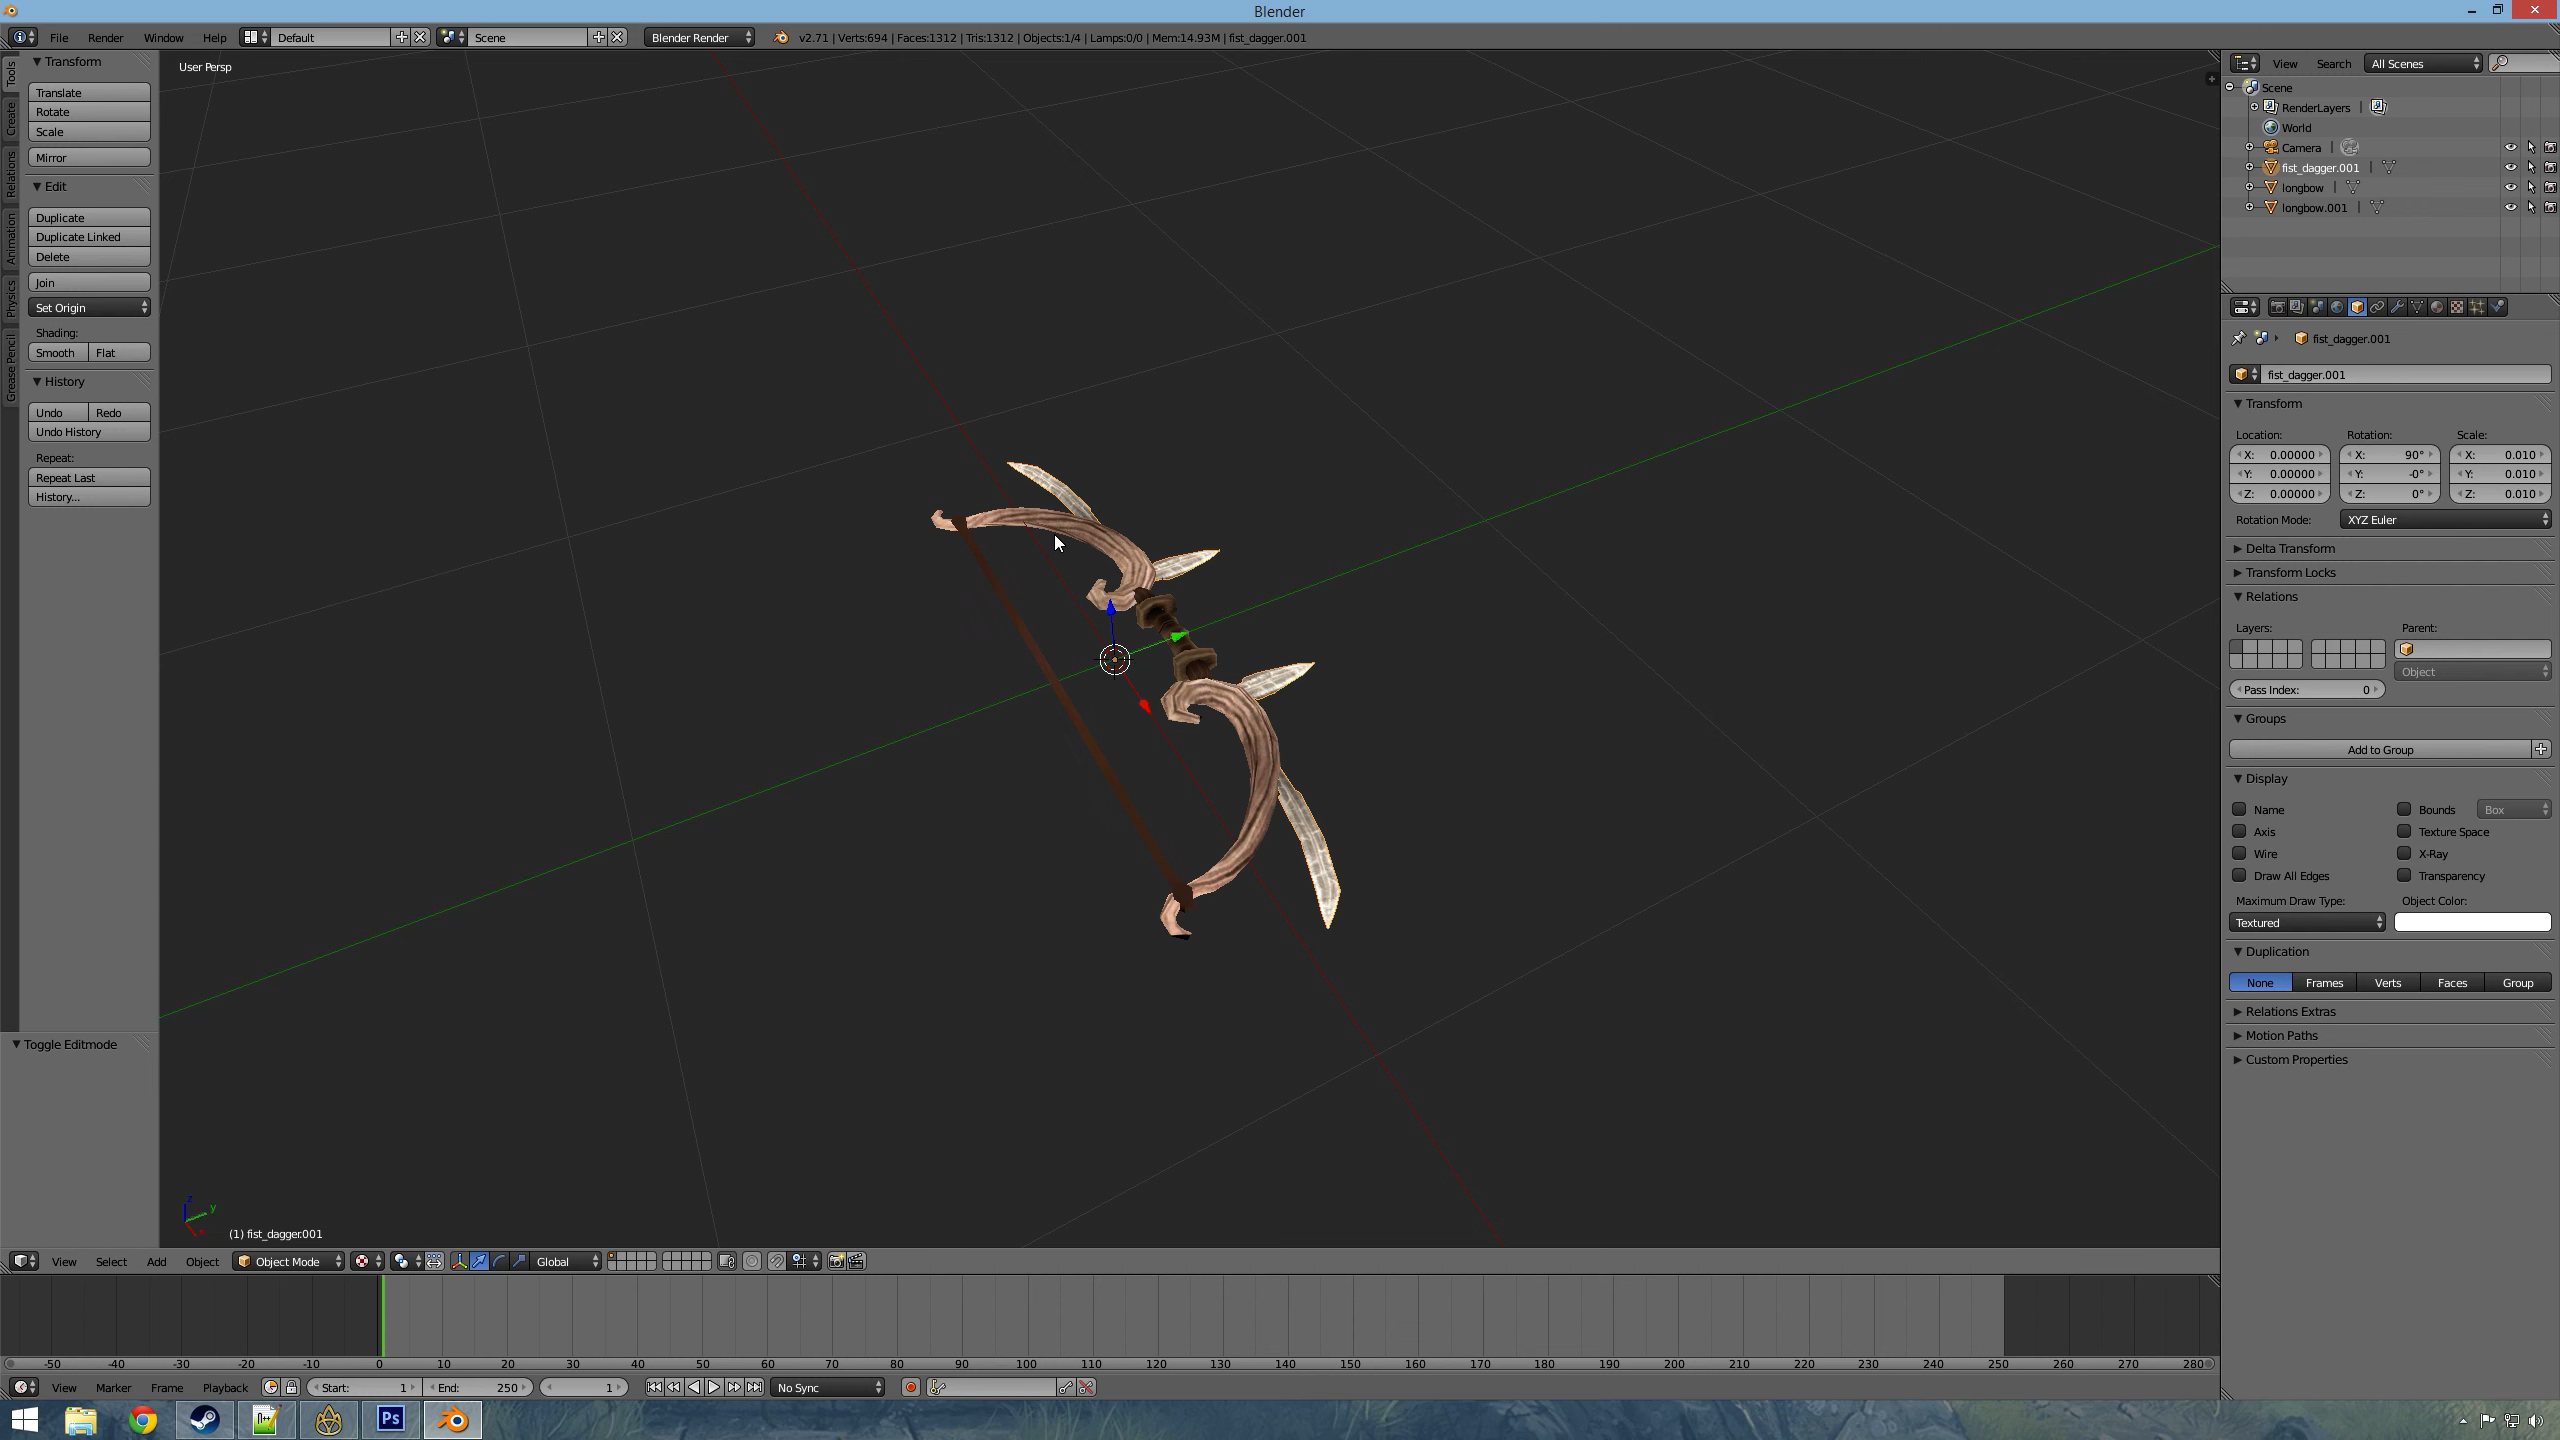 Blender
File Render Window Help Default Scene Blender Render v2.71 | Verts:694 | Faces:1312 | Tris:1312 | Objects:1/4 | Lamps:0/0 | Mem:14.93M | fist_dagger.001
Tools
Create
Relations
Animation
Physics
Grease Pencil
Transform
Translate
Rotate
Scale
Mirror
Edit
Duplicate
Duplicate Linked
Delete
Join
Set Origin
Shading:
Smooth Flat
History
Undo Redo
Undo History
Repeat:
Repeat Last
History...
Toggle Editmode
User Persp
z
y
x
(1) fist_dagger.001
View Search All Scenes
Scene
RenderLayers
World
Camera
fist_dagger.001
longbow
longbow.001
fist_dagger.001
fist_dagger.001
Transform
Location: Rotation: Scale:
X: 0.00000 X: 90° X: 0.010
Y: 0.00000 Y: -0° Y: 0.010
Z: 0.00000 Z: 0° Z: 0.010
Rotation Mode: XYZ Euler
Delta Transform
Transform Locks
Relations
Layers: Parent:
Object
Pass Index: 0
Groups
Add to Group
Display
Name Bounds Box
Axis Texture Space
Wire X-Ray
Draw All Edges Transparency
Maximum Draw Type: Object Color:
Textured
Duplication
None Frames Verts Faces Group
Relations Extras
Motion Paths
Custom Properties
View Select Add Object Object Mode Global
-50 -40 -30 -20 -10 0 10 20 30 40 50 60 70 80 90 100 110 120 130 140 150 160 170 180 190 200 210 220 230 240 250 260 270 280
View Marker Frame Playback Start: 1 End: 250 1 No Sync
Ps